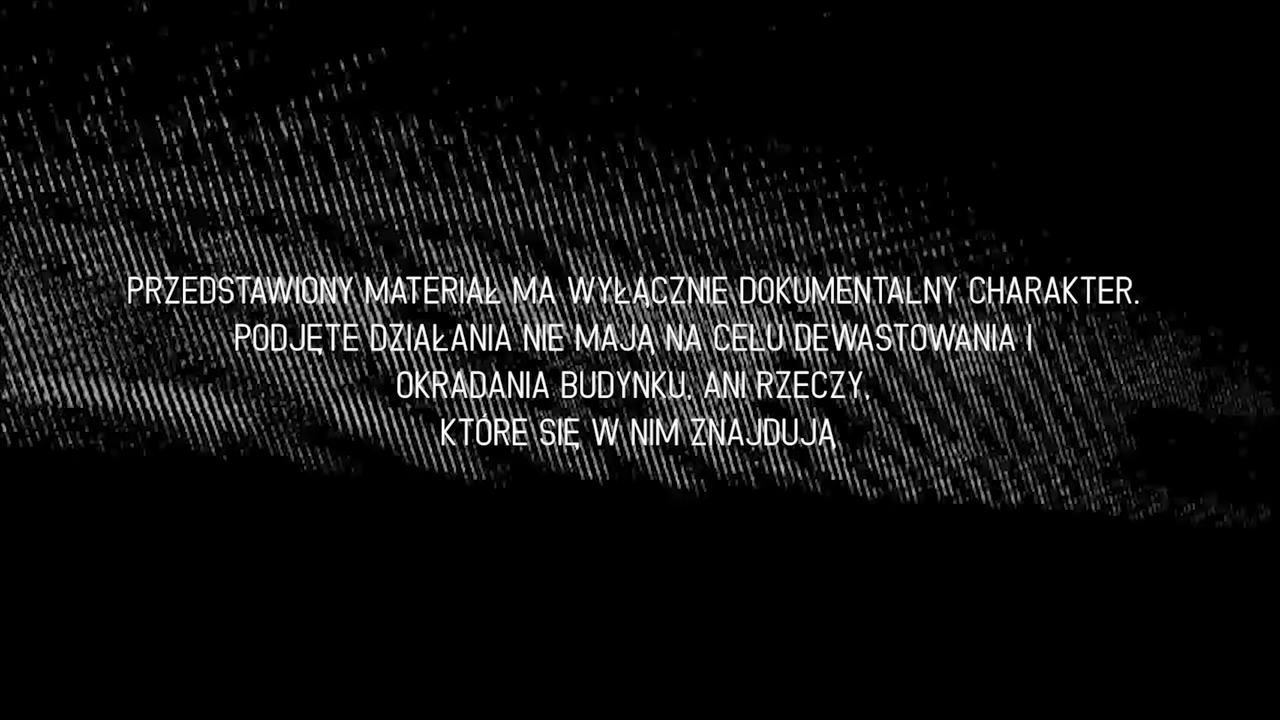 PRZEDSTAWIONY MATERIAŁ MA WYŁĄCZNIE DOKUMENTALNY CHARAKTER.
PODJĘTE DZIAŁANIA NIE MAJĄ NA CELU DEWASTOWANIA I
OKRADANIA BUDYNKU, ANI RZECZY,
KTÓRE SIĘ W NIM ZNAJDUJĄ